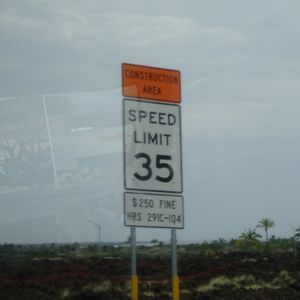 CONSTRUCTION
AREA
SPEED
LIMIT
35
$250 FINE
HRS 291C-104